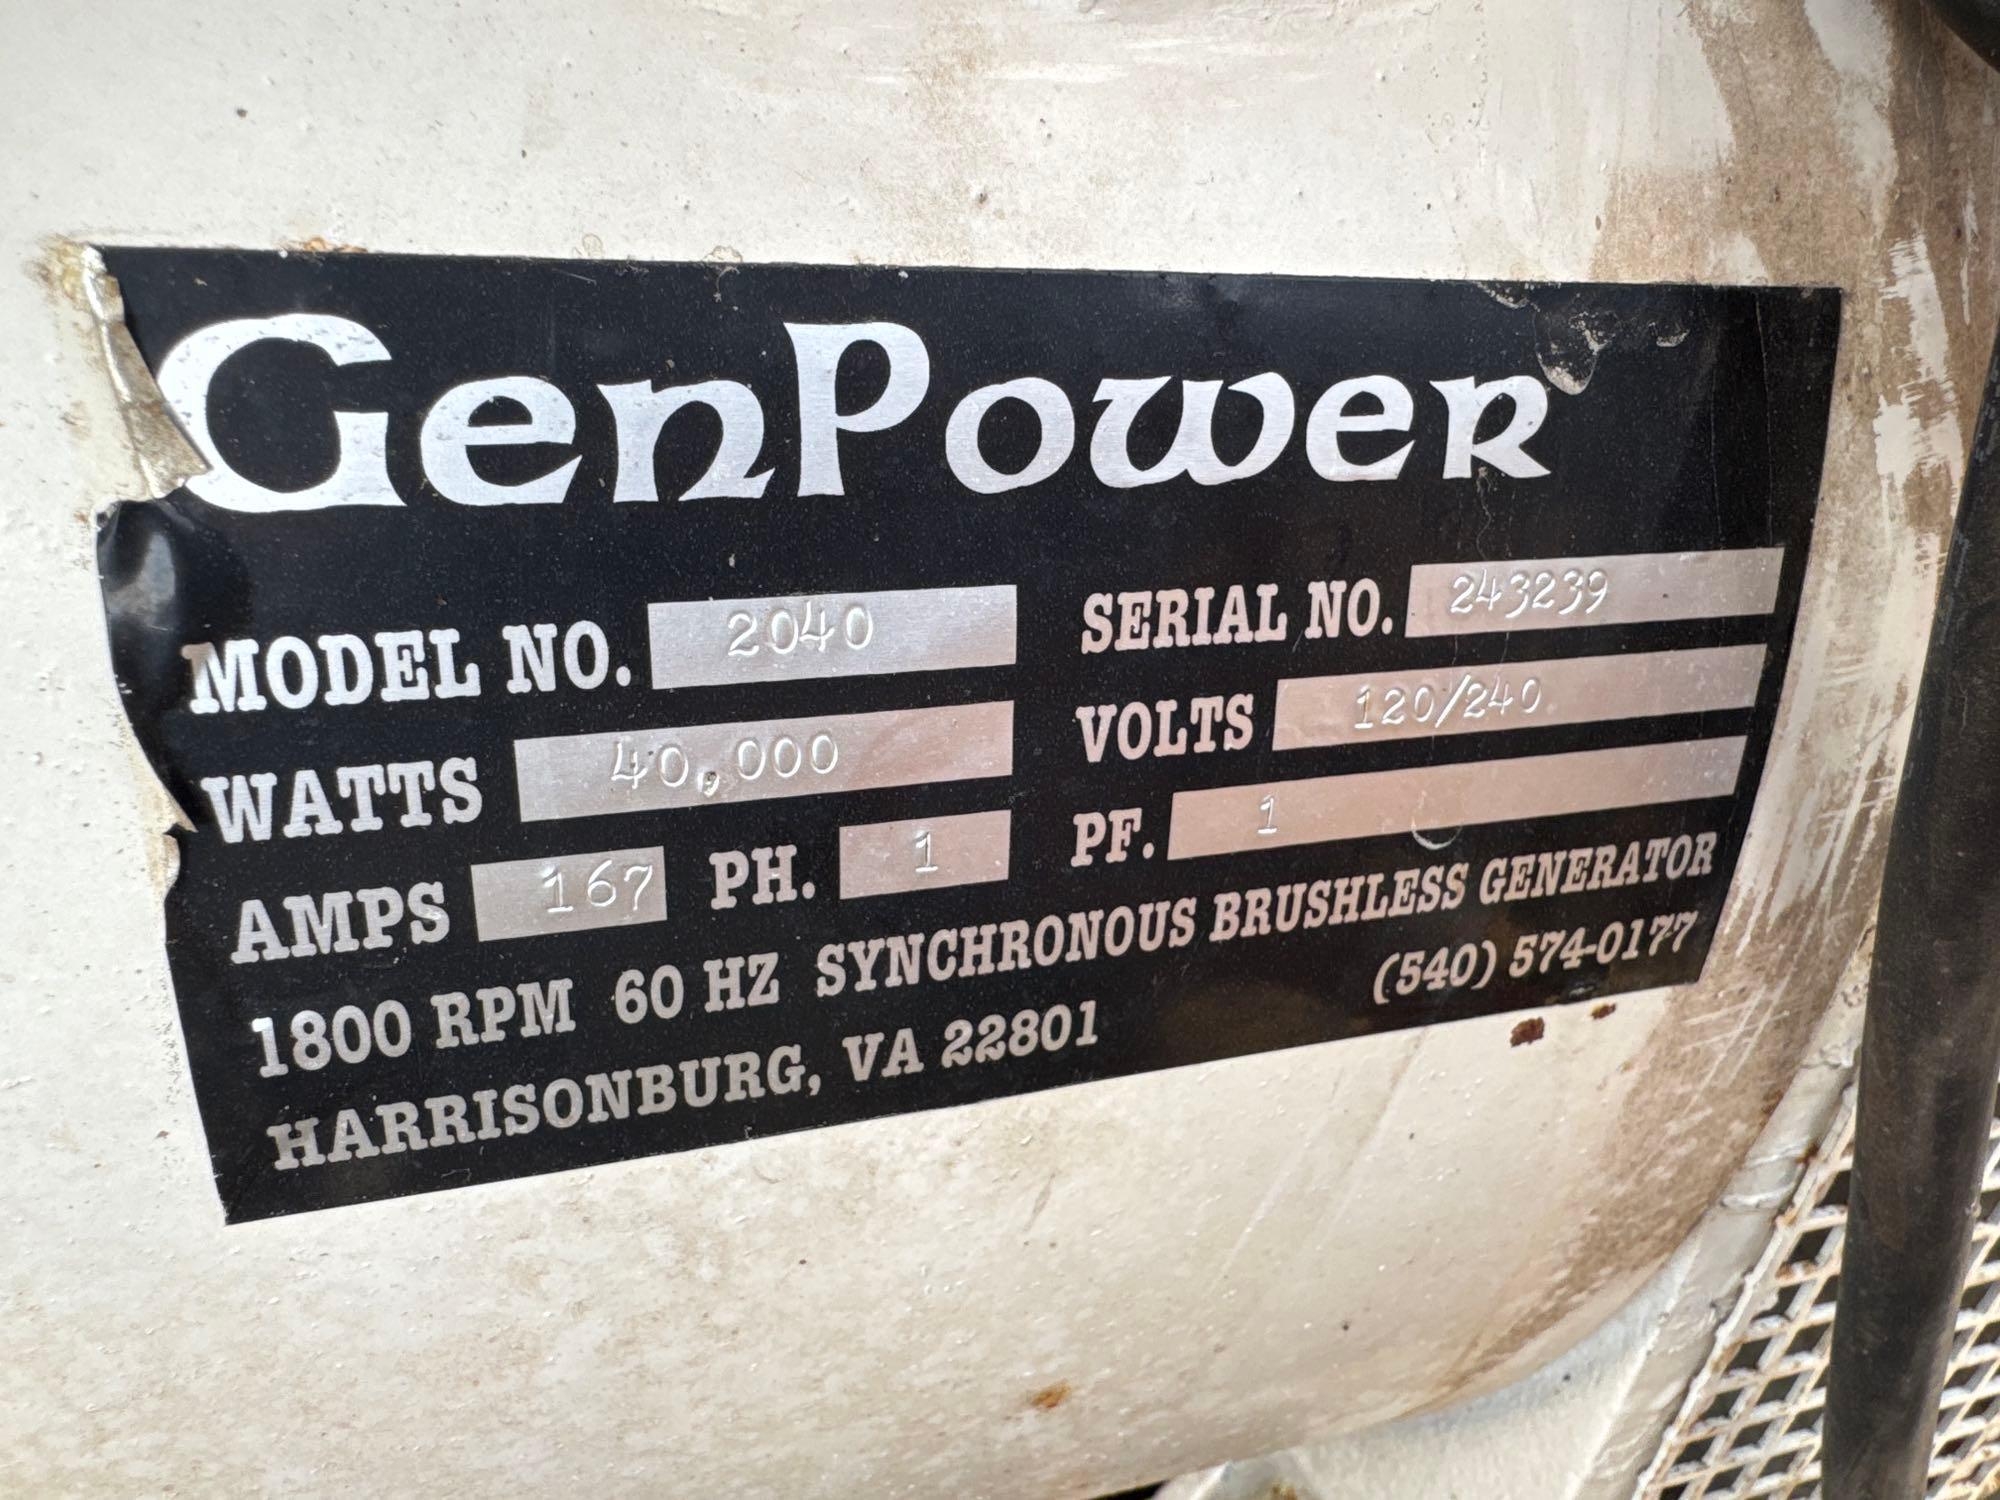 GenPower
MODEL NO. 2040 SERIAL NO. 243239
WATTS 40,000 VOLTS 120/240
AMPS 167 PH. 1 PF. 1
1800 RPM 60 HZ SYNCHRONOUS BRUSHLESS GENERATOR
HARRISONBURG, VA 22801 (540) 574-0177